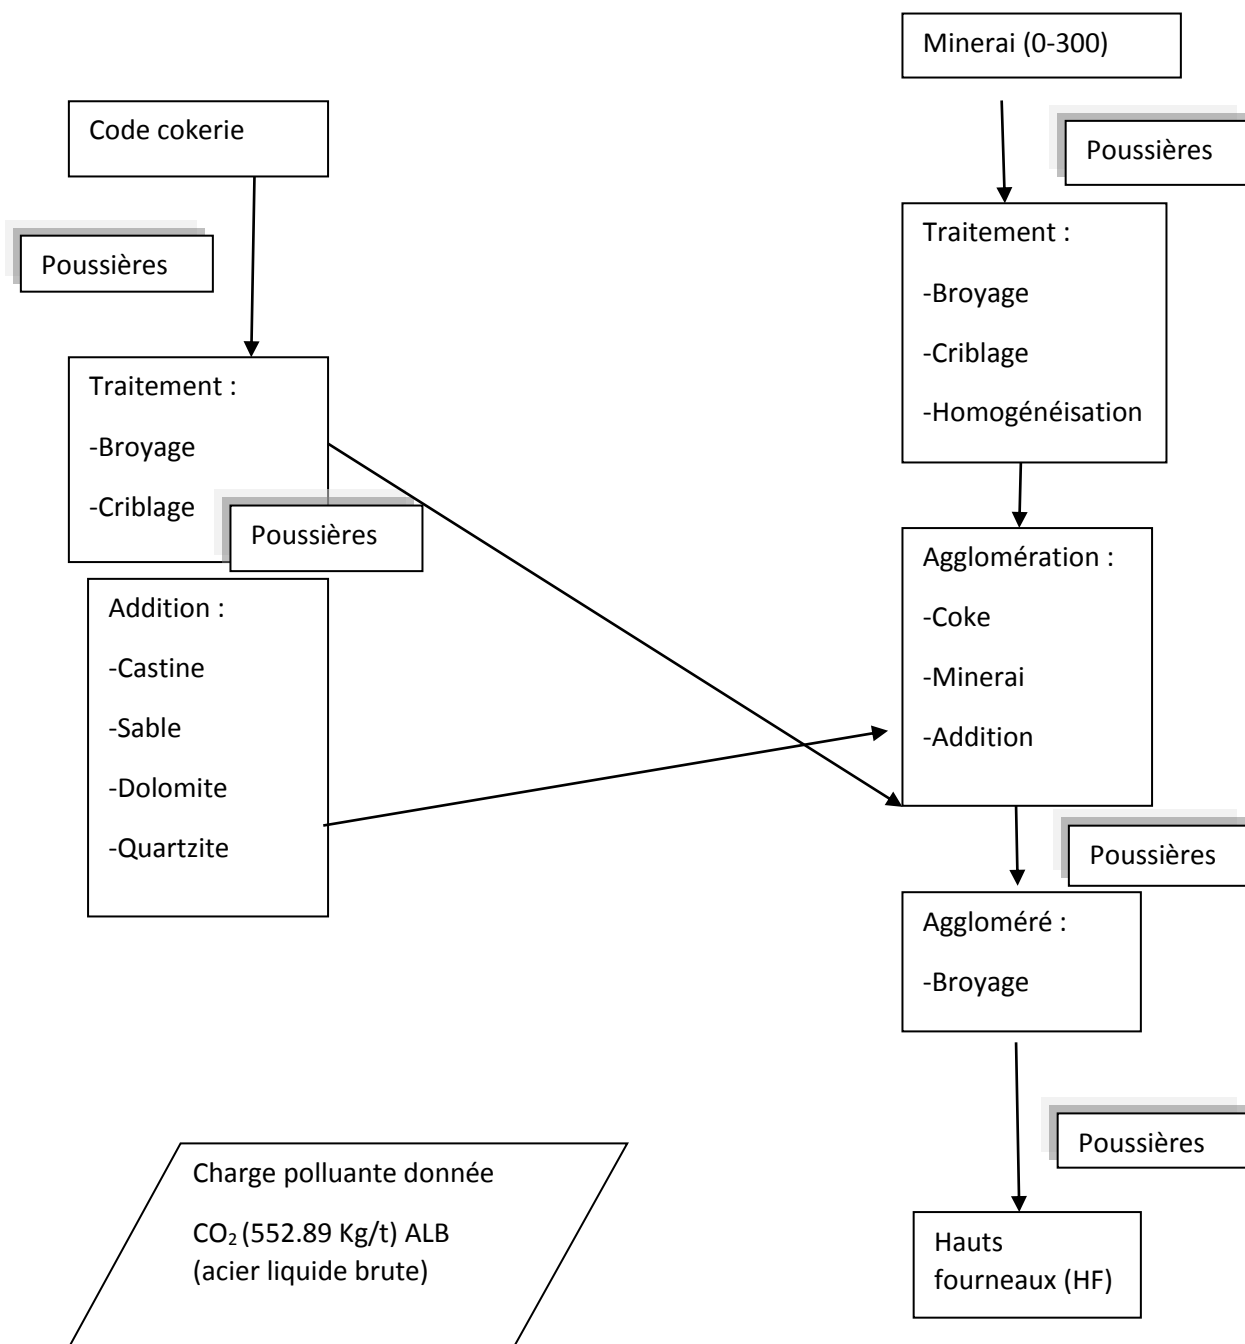 Minerai (0-300)
Code cokerie
Poussières
Poussières
Traitement :
-Broyage
-Criblage
-Homogénéisation
Traitement :
-Broyage
-Criblage
Poussières
Agglomération :
-Coke
-Minerai
-Addition
Addition :
-Castine
-Sable
-Dolomite
-Quartzite
Poussières
Aggloméré :
-Broyage
Poussières
Charge polluante donnée
CO₂ (552.89 Kg/t) ALB
(acier liquide brute)
Hauts
fourneaux (HF)